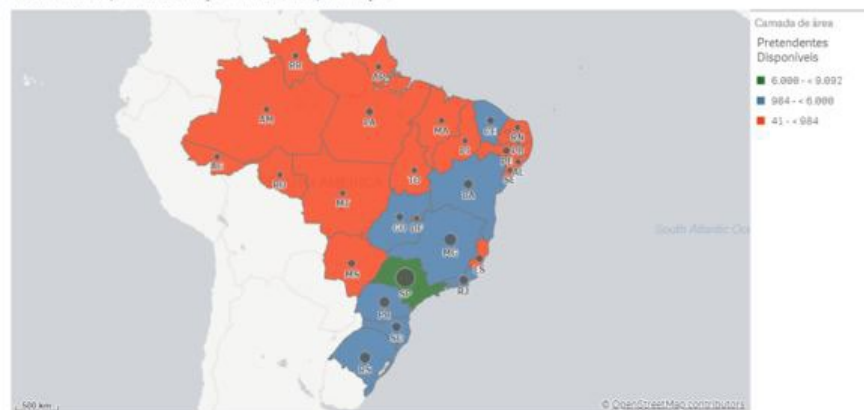 Camada de área
Pretendentes
Disponíveis
6.000 - < 9.092
984 - < 6.000
41 - < 984
RR
AP
AM
PA
MA
CE
RN
PB
PI
PE
AL
SE
AC
RO
TO
BA
MT
GO
DF
MG
ES
MS
SP
RJ
PR
SC
RS
500 km
© OpenStreetMap contributors